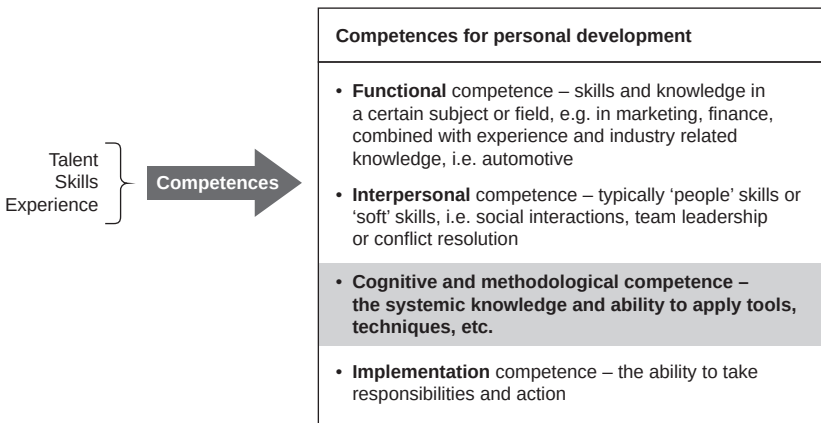 Talent
Skills
Experience
Competences
Competences for personal development
• Functional competence – skills and knowledge in
a certain subject or field, e.g. in marketing, finance,
combined with experience and industry related
knowledge, i.e. automotive
• Interpersonal competence – typically ‘people’ skills or
‘soft’ skills, i.e. social interactions, team leadership
or conflict resolution
• Cognitive and methodological competence –
the systemic knowledge and ability to apply tools,
techniques, etc.
• Implementation competence – the ability to take
responsibilities and action